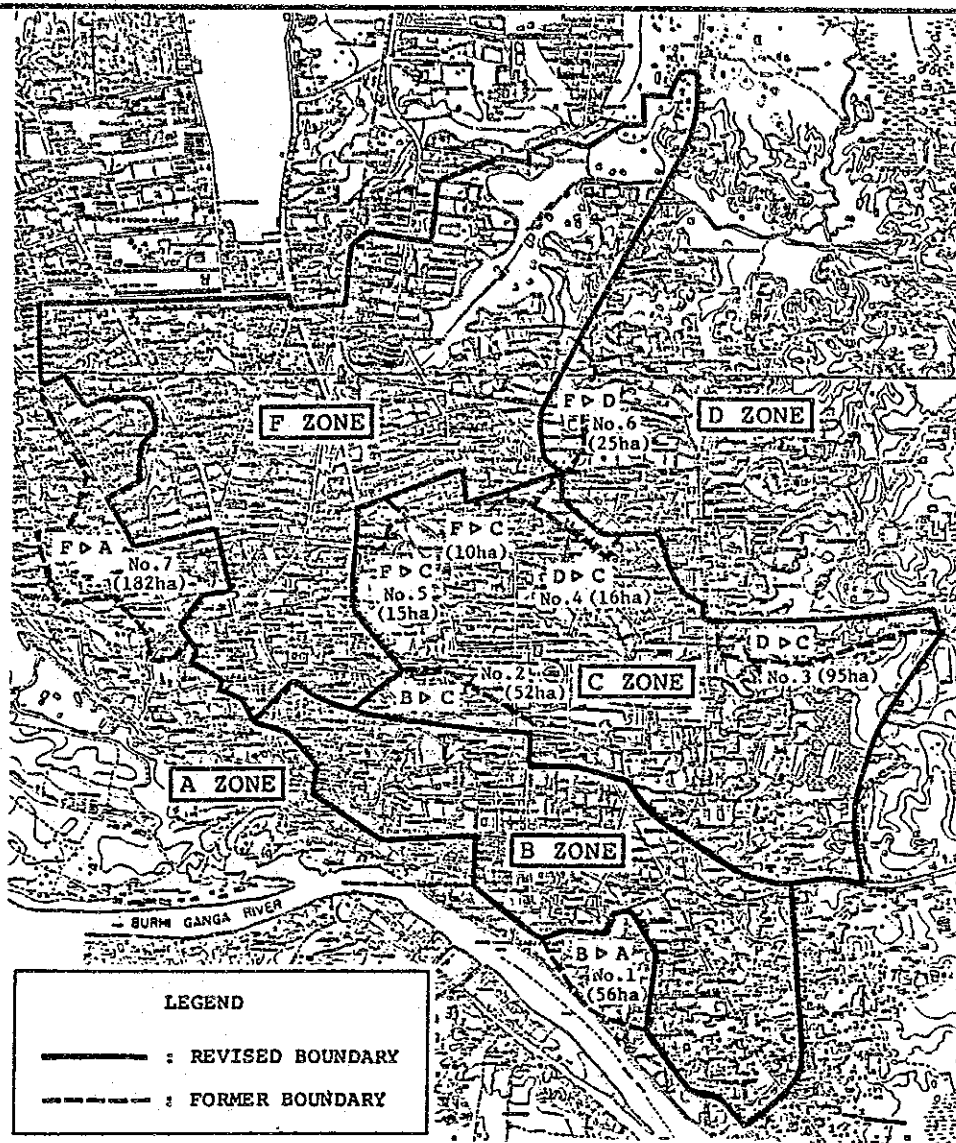 F ZONE
F ▷ D
No.6
(25ha)
D ZONE
F ▷ C
(10ha)
F ▷ C
No.5
(15ha)
F ▷ A
No.7
(182ha)
D ▷ C
No.4 (16ha)
D ▷ C
No.3 (95ha)
No.2
(52ha)
B ▷ C
C ZONE
A ZONE
B ZONE
BURHI GANGA RIVER
B ▷ A
No.1
(56ha)
LEGEND
: REVISED BOUNDARY
: FORMER BOUNDARY